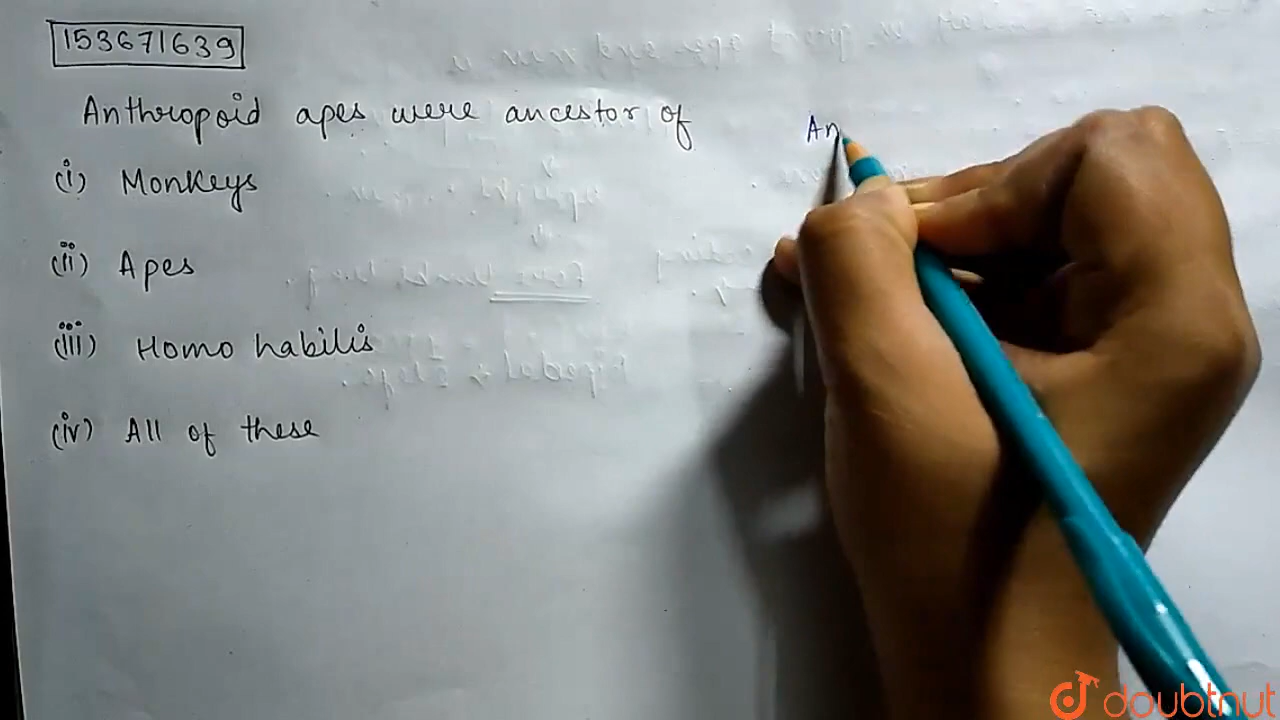 153671639
Anthropoid apes were ancestor of
An
(i) Monkeys
(ii) Apes
(iii) Homo habilis
(iv) All of these
doubtnut